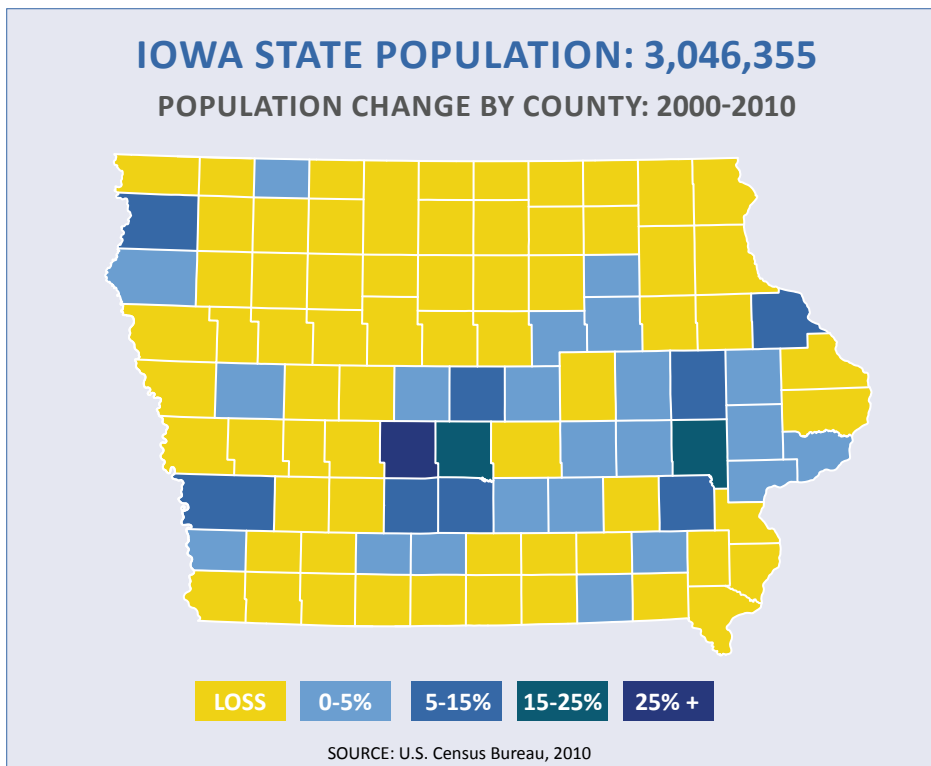 IOWA STATE POPULATION: 3,046,355
POPULATION CHANGE BY COUNTY: 2000-2010
LOSS 0-5% 5-15% 15-25% 25% +
SOURCE: U.S. Census Bureau, 2010